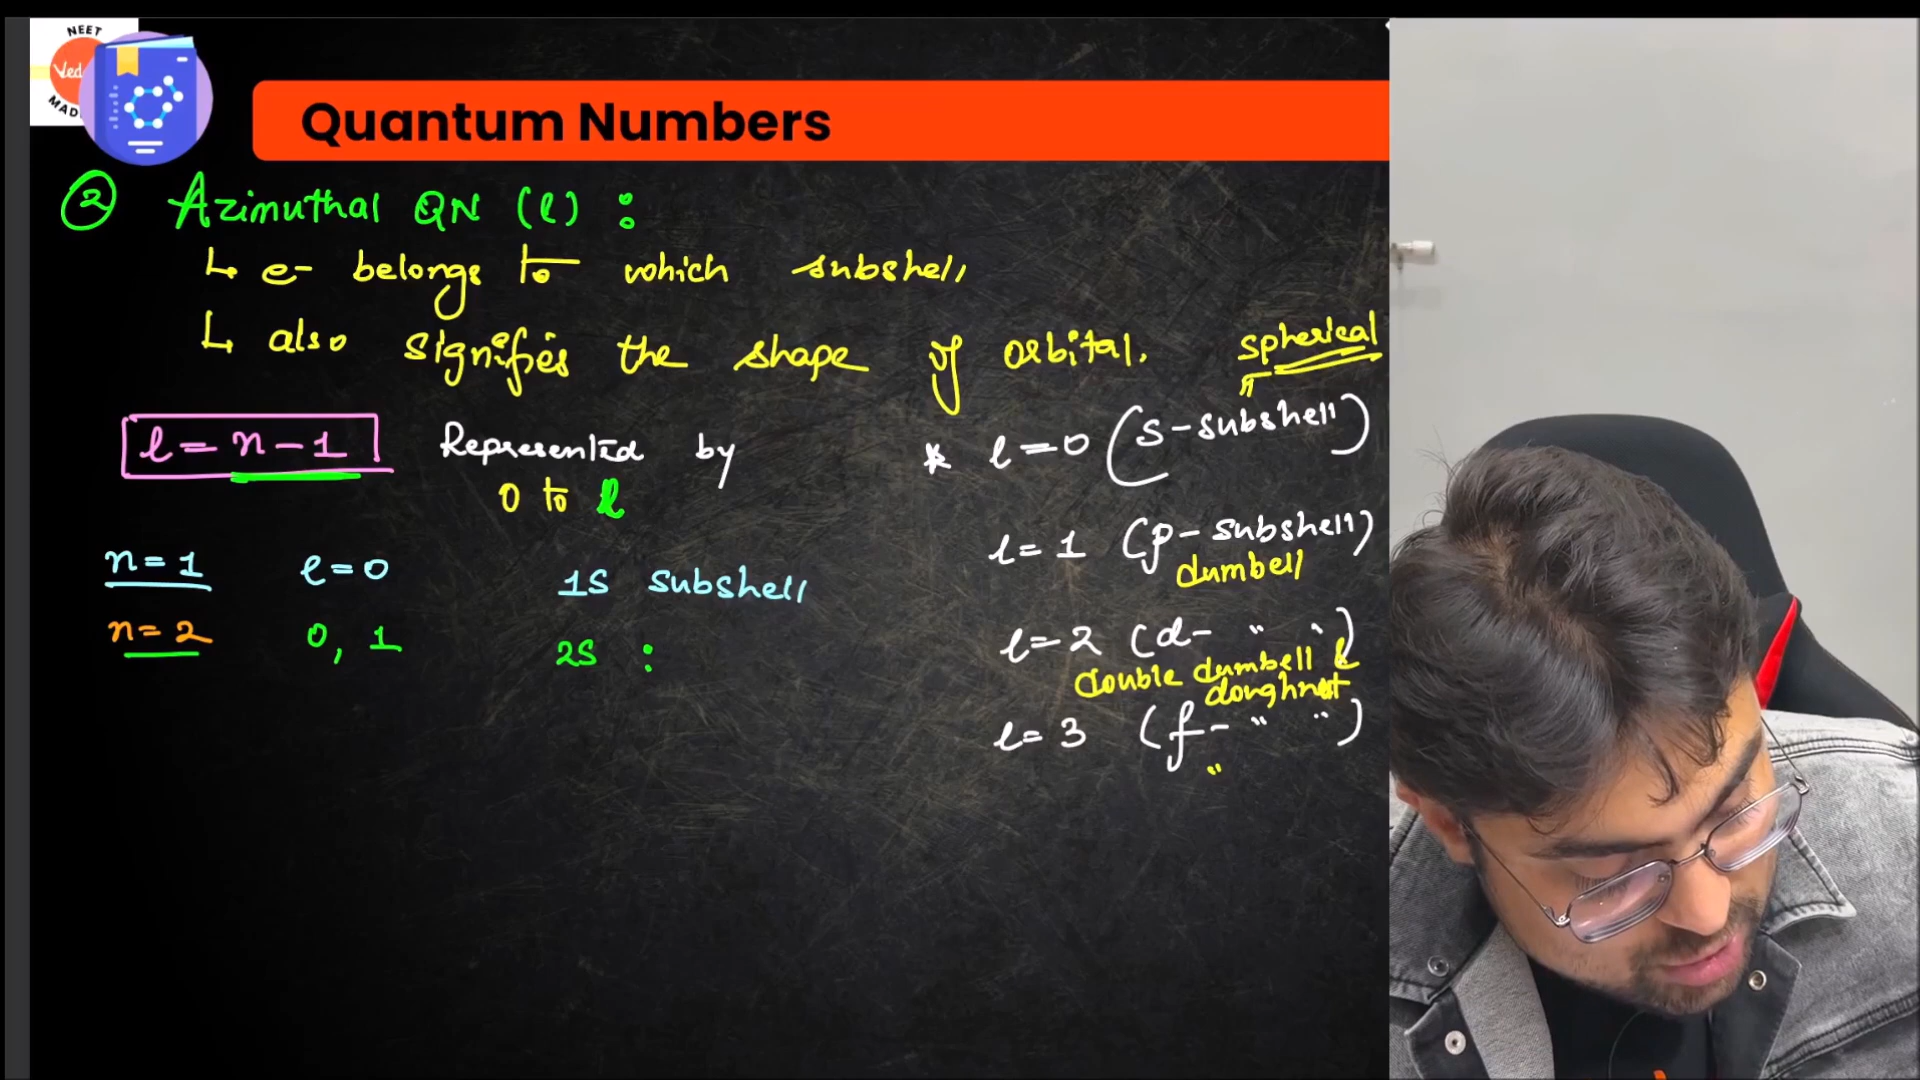 NEET
Ved
MAD
Quantum Numbers
② Azimuthal QN (l) :
↳ e- belongs to which subshell
↳ also signifies the shape of orbital.
spherical
l = n - 1
Represented by
0 to l
* l=0 (s-subshell)
l= 1 (p-subshell)
dumbell
l=2 (d- " ")
double dumbell &
doughnut
l= 3 (f- " ")
"
n=1 l=0 1S subshell
n=2 0, 1 2S :